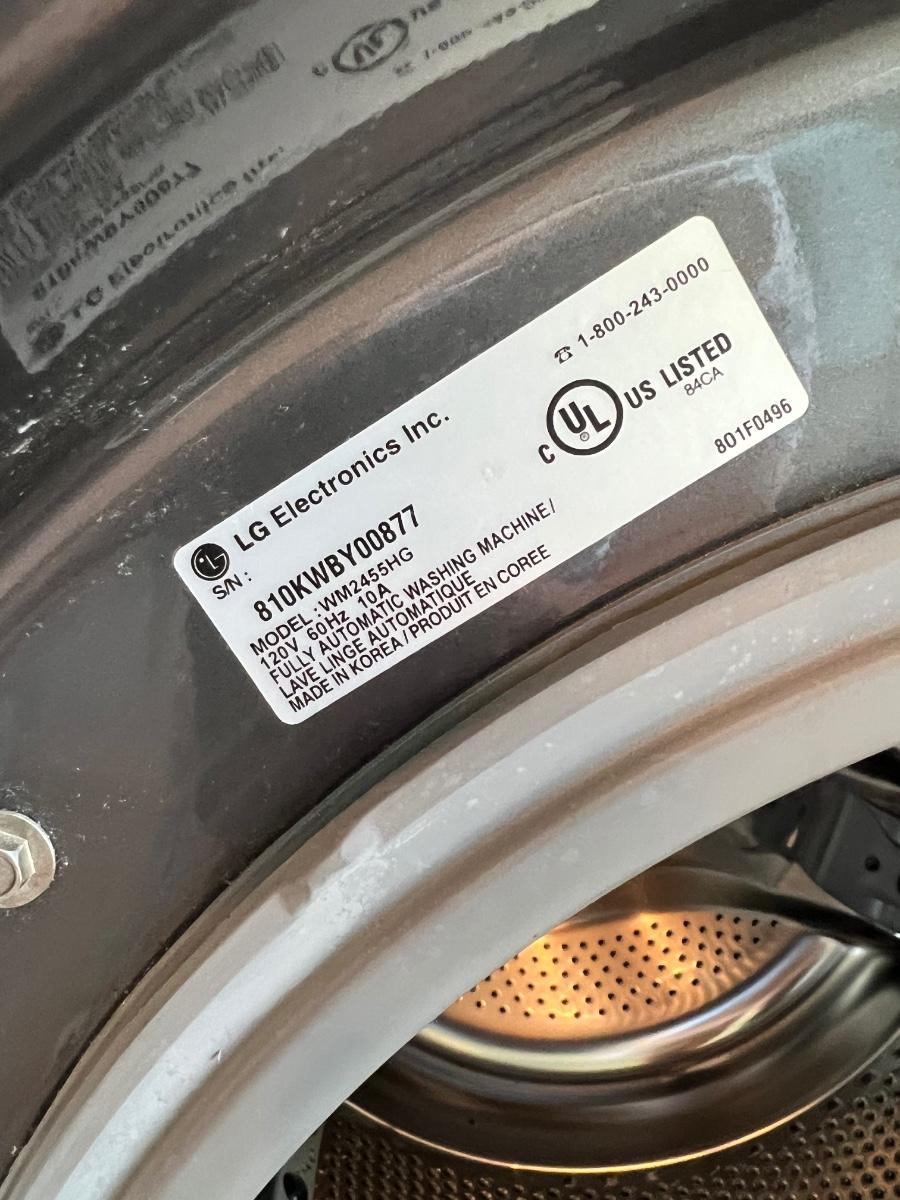 LG Electronics Inc.
☎ 1-800-243-0000
S/N :
810KWBY00877
C UL ® US LISTED
84CA
MODEL : WM2455HG
120V 60Hz 10A
FULLY AUTOMATIC WASHING MACHINE/
LAVE LINGE AUTOMATIQUE
MADE IN KOREA / PRODUIT EN COREE
801F0496